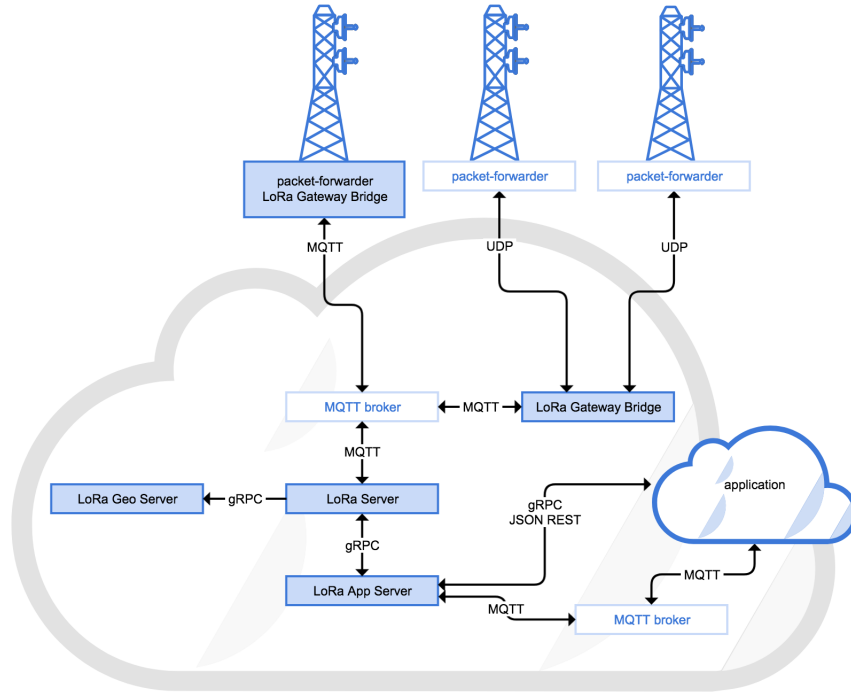 packet-forwarder
LoRa Gateway Bridge
packet-forwarder
packet-forwarder
MQTT
UDP
UDP
MQTT broker
MQTT
LoRa Gateway Bridge
MQTT
LoRa Geo Server
gRPC
LoRa Server
gRPC
JSON REST
application
gRPC
LoRa App Server
MQTT
MQTT
MQTT broker